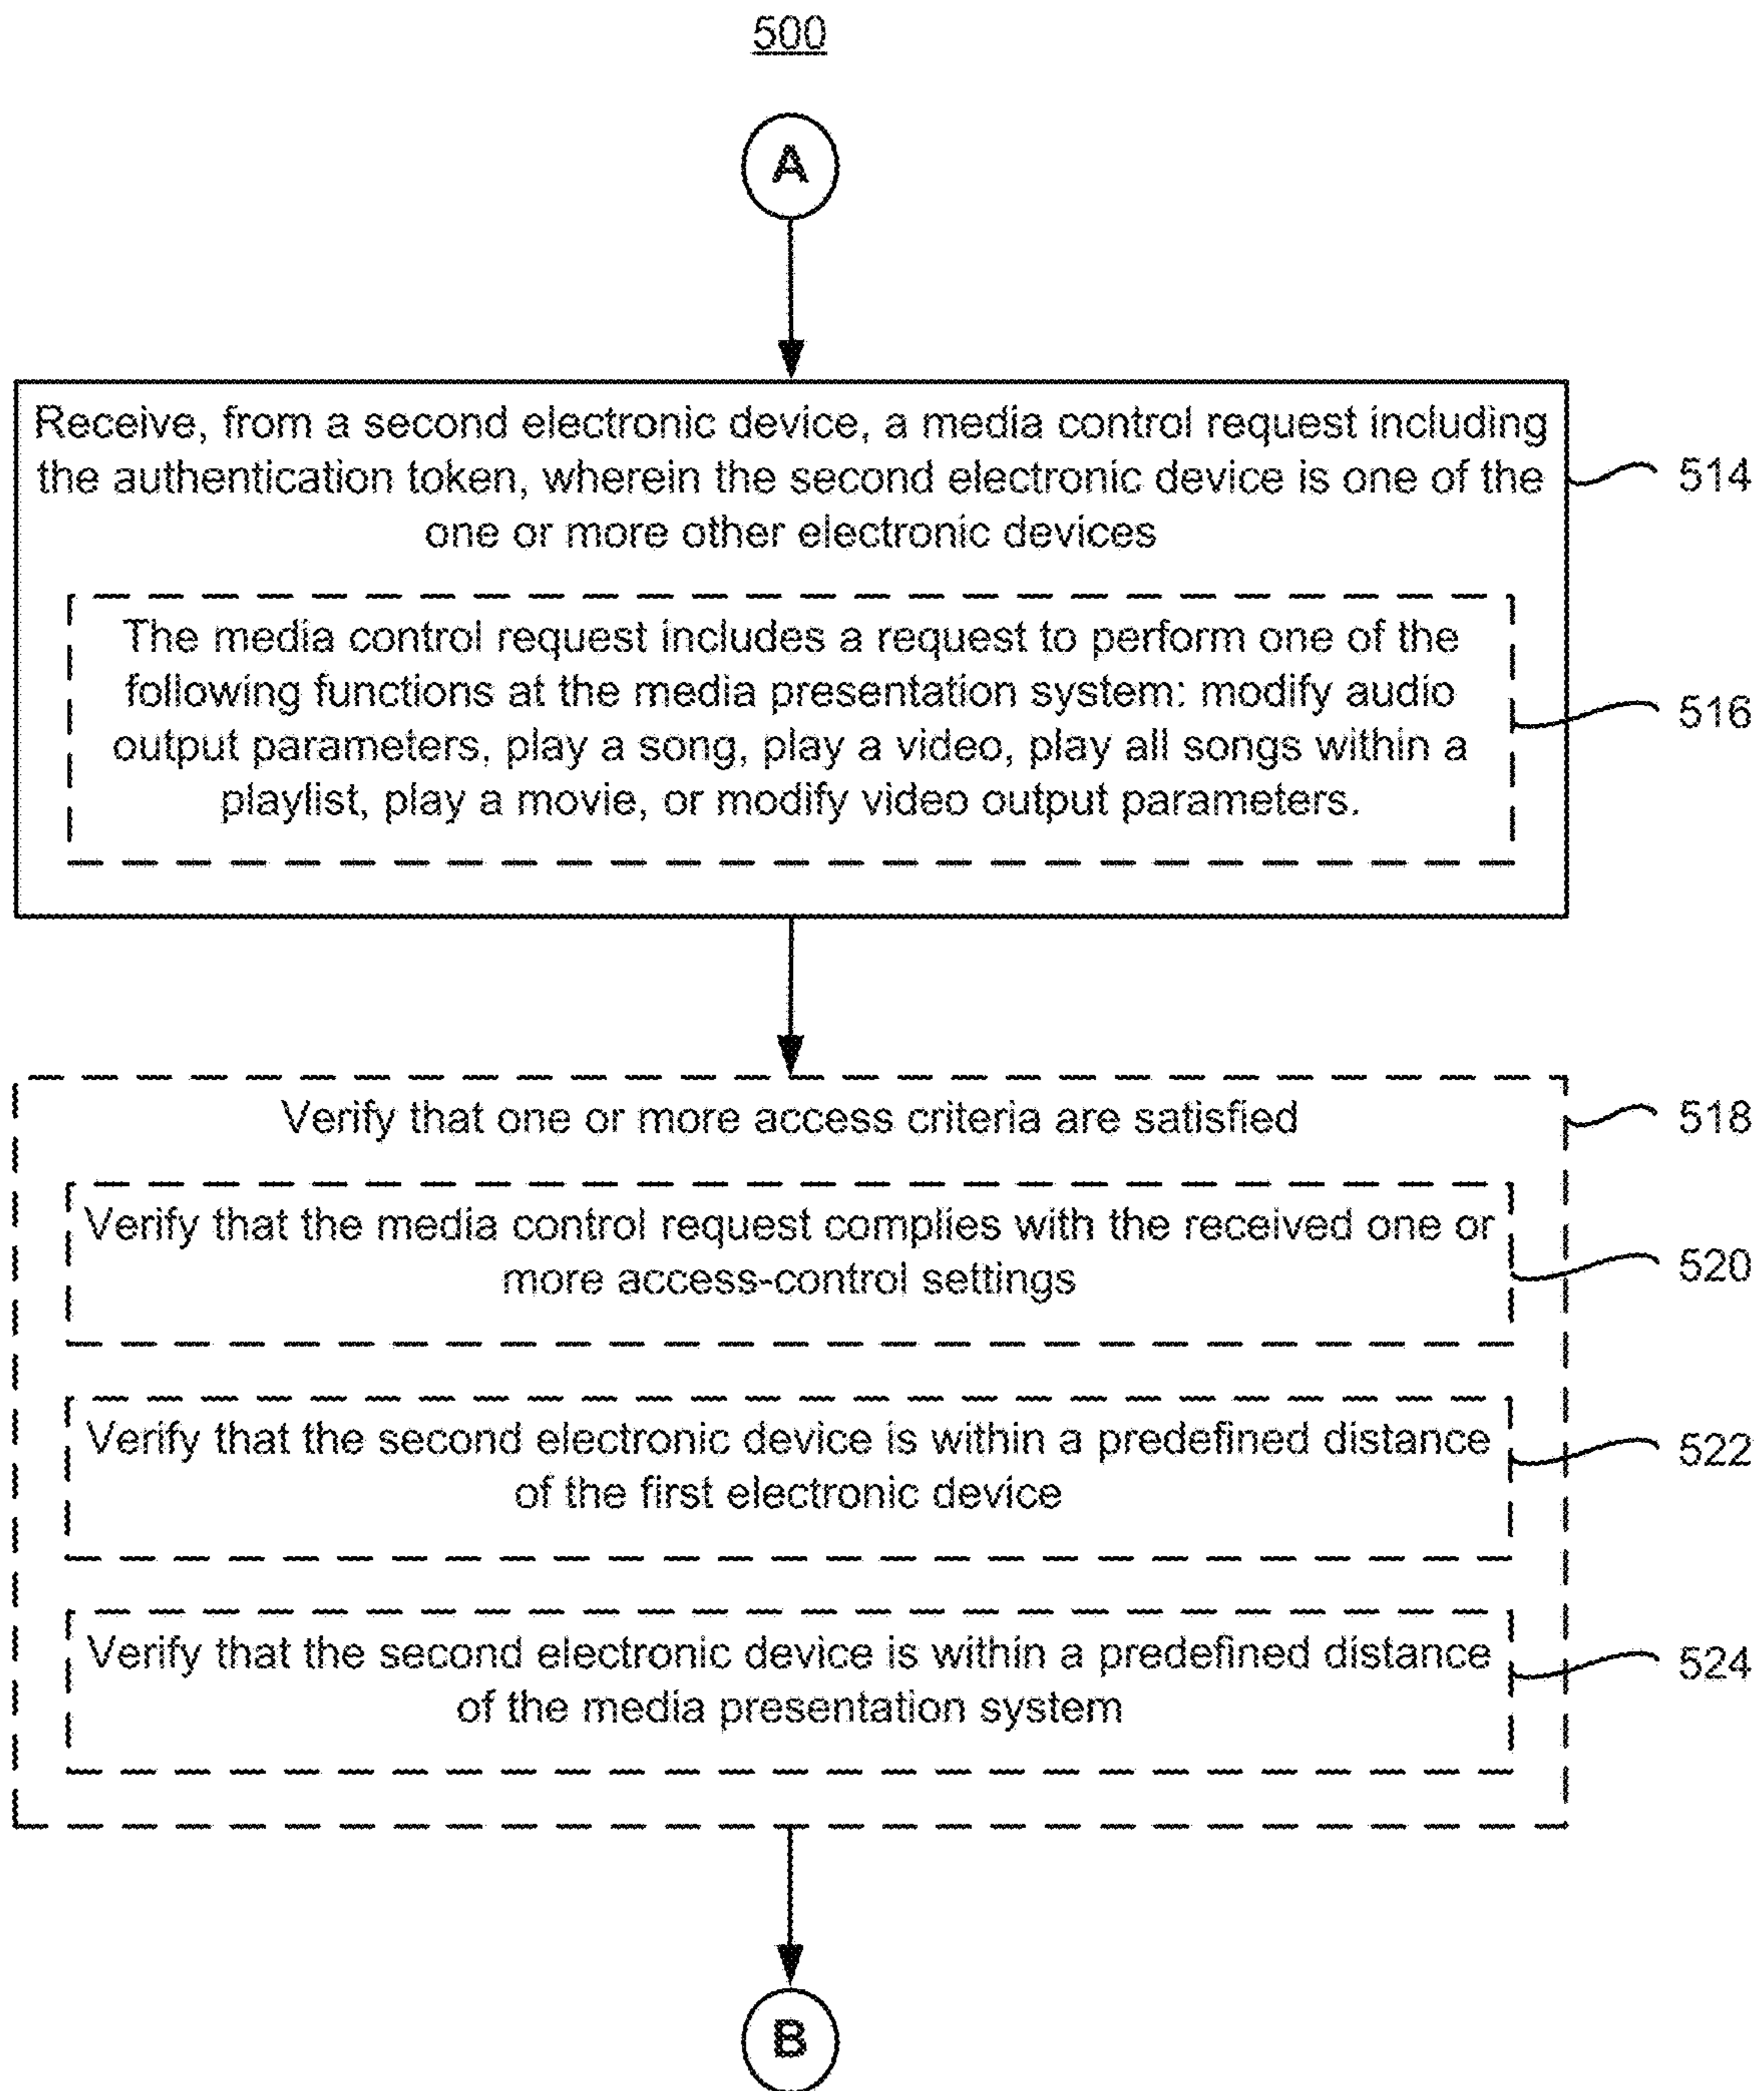 500
A
Receive, from a second electronic device, a media control request including
the authentication token, wherein the second electronic device is one of the
one or more other electronic devices
514
The media control request includes a request to perform one of the
following functions at the media presentation system: modify audio
output parameters, play a song, play a video, play all songs within a
playlist, play a movie, or modify video output parameters.
516
Verify that one or more access criteria are satisfied
518
Verify that the media control request complies with the received one or
more access-control settings
520
Verify that the second electronic device is within a predefined distance
of the first electronic device
522
Verify that the second electronic device is within a predefined distance
of the media presentation system
524
B